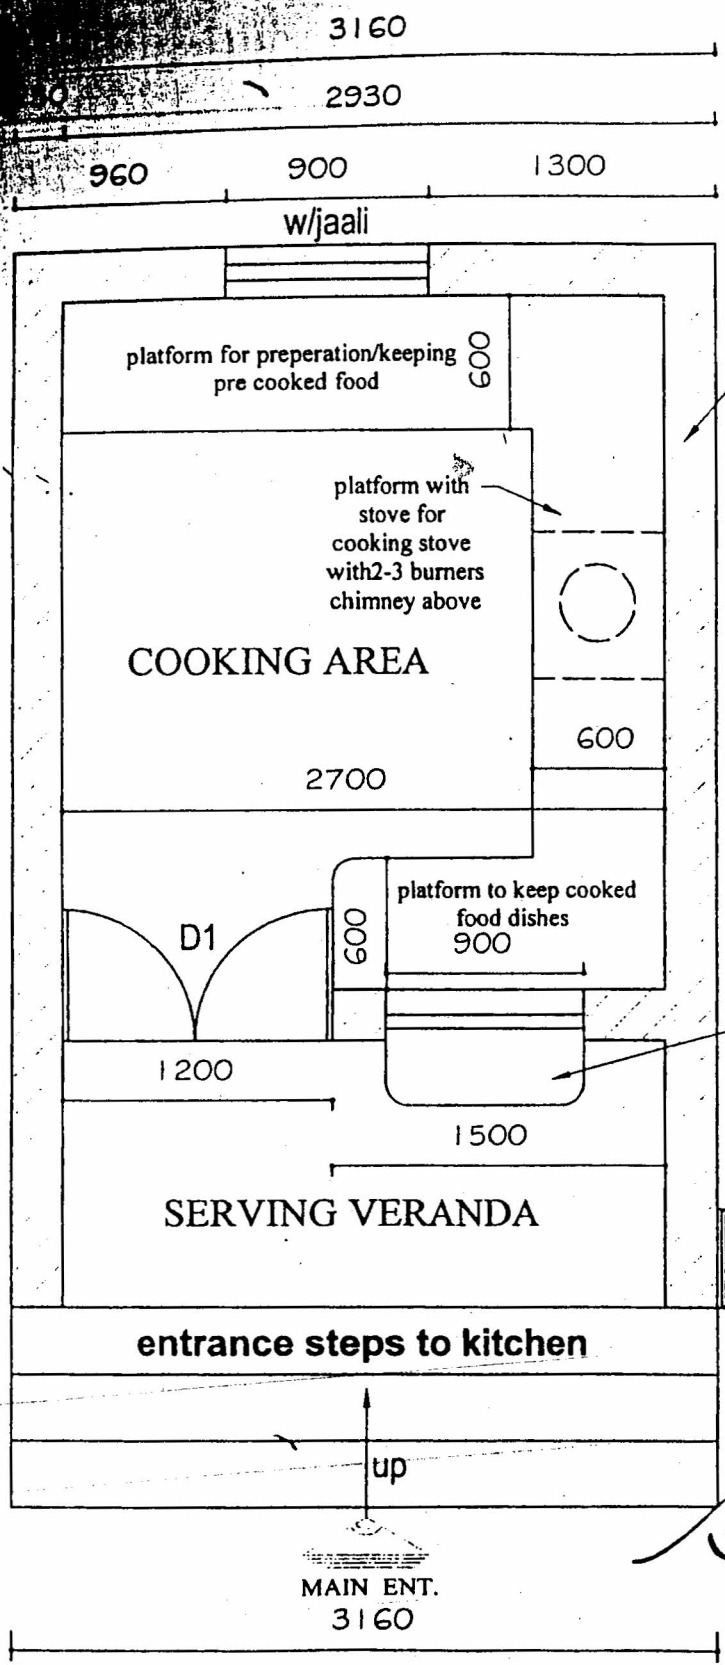 3160
2930
960 900 1300
w/jaali
platform for preperation/keeping
pre cooked food
600
platform with
stove for
cooking stove
with2-3 burners
chimney above
COOKING AREA
600
2700
platform to keep cooked
food dishes
900
600
D1
1200
1500
SERVING VERANDA
entrance steps to kitchen
up
MAIN ENT.
3160